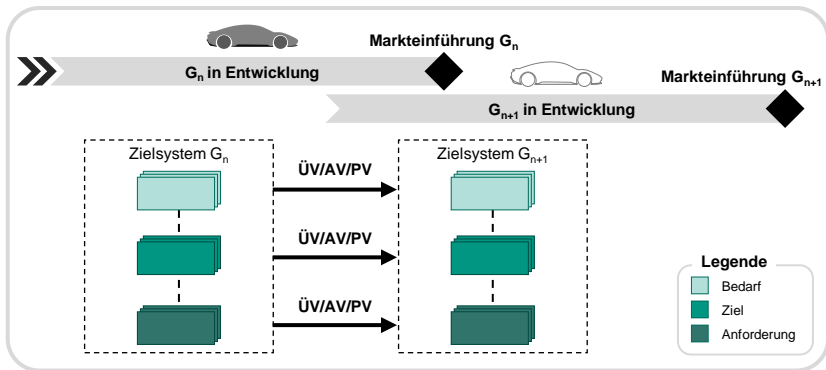 Markteinführung Gn
Gn in Entwicklung
Markteinführung Gn+1
Gn+1 in Entwicklung
Zielsystem Gn
Zielsystem Gn+1
ÜV/AV/PV
ÜV/AV/PV
ÜV/AV/PV
Legende
Bedarf
Ziel
Anforderung